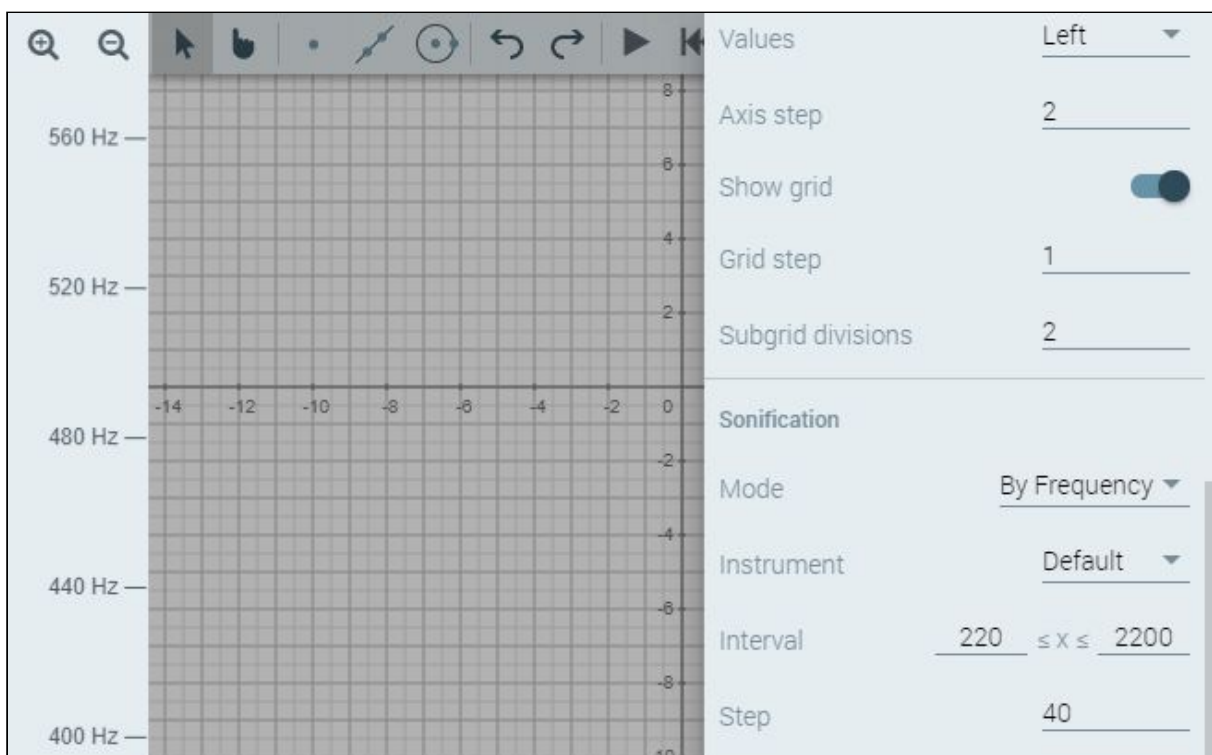 560 Hz
520 Hz
480 Hz
440 Hz
400 Hz
8
6
4
2
-14 -12 -10 -8 -6 -4 -2 0
-2
-4
-6
-8
Values Left
Axis step 2
Show grid
Grid step 1
Subgrid divisions 2
Sonification
Mode By Frequency
Instrument Default
Interval 220 ≤ x ≤ 2200
Step 40